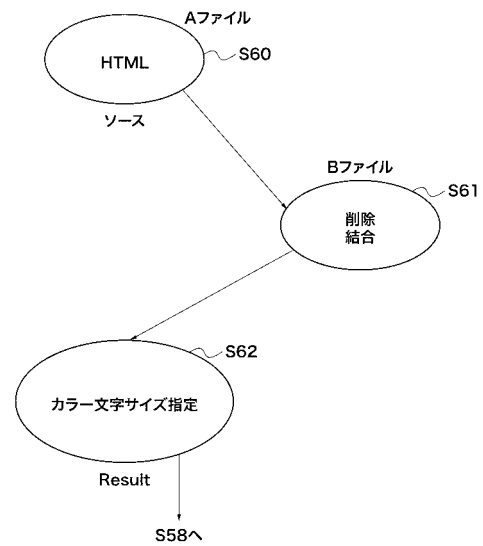 Aファイル
HTML
S60
ソース
Bファイル
S61
削除
結合
S62
カラー文字サイズ指定
Result
S58へ